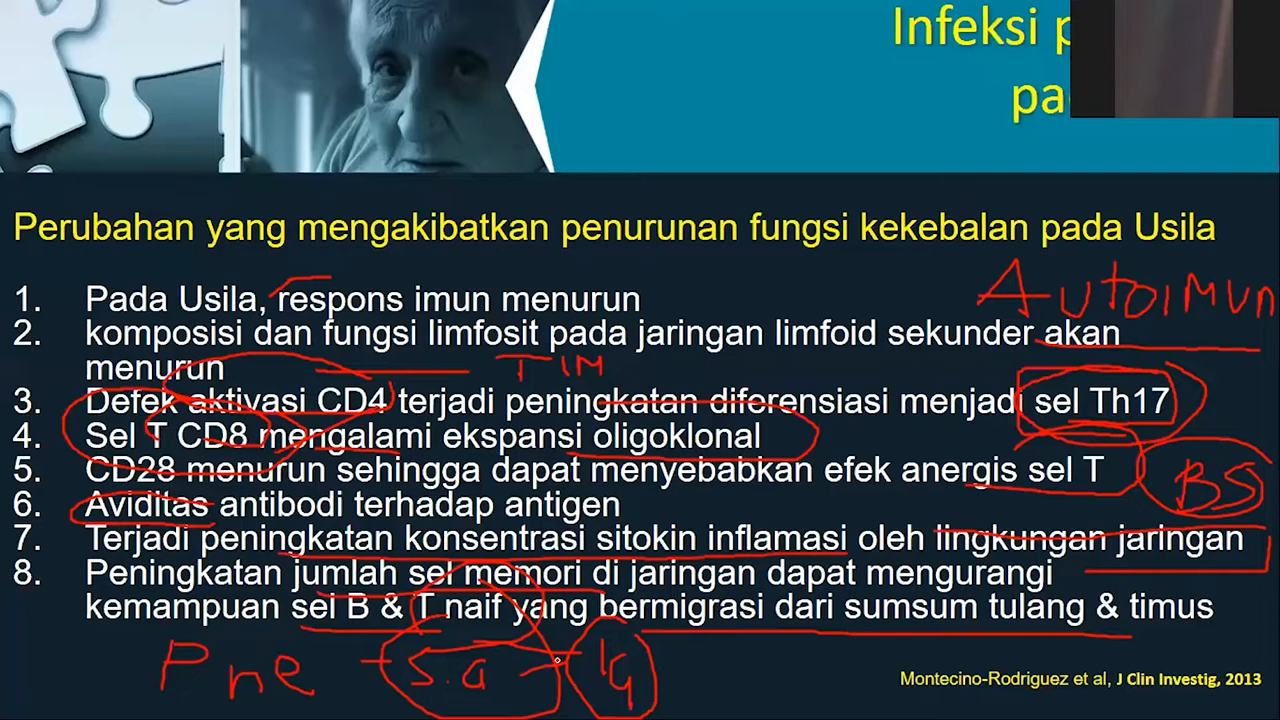 Infeksi
Perubahan yang mengakibatkan penurunan fungsi kekebalan pada Usila
1. Pada Usila, respons imun menurun
Autoimun
2. komposisi dan fungsi limfosit pada jaringan limfoid sekunder akan
menurun
TIM
3. Defek aktivasi CD4 terjadi peningkatan diferensiasi menjadi sel Th17
4. Sel T CD8 mengalami ekspansi oligoklonal
5. CD28 menurun sehingga dapat menyebabkan efek anergis sel T
BS
6. Aviditas antibodi terhadap antigen
7. Terjadi peningkatan konsentrasi sitokin inflamasi oleh lingkungan jaringan
8. Peningkatan jumlah sel memori di jaringan dapat mengurangi
kemampuan sel B & T naif yang bermigrasi dari sumsum tulang & timus
Pne S.a
Montecino-Rodriguez et al, J Clin Investig, 2013